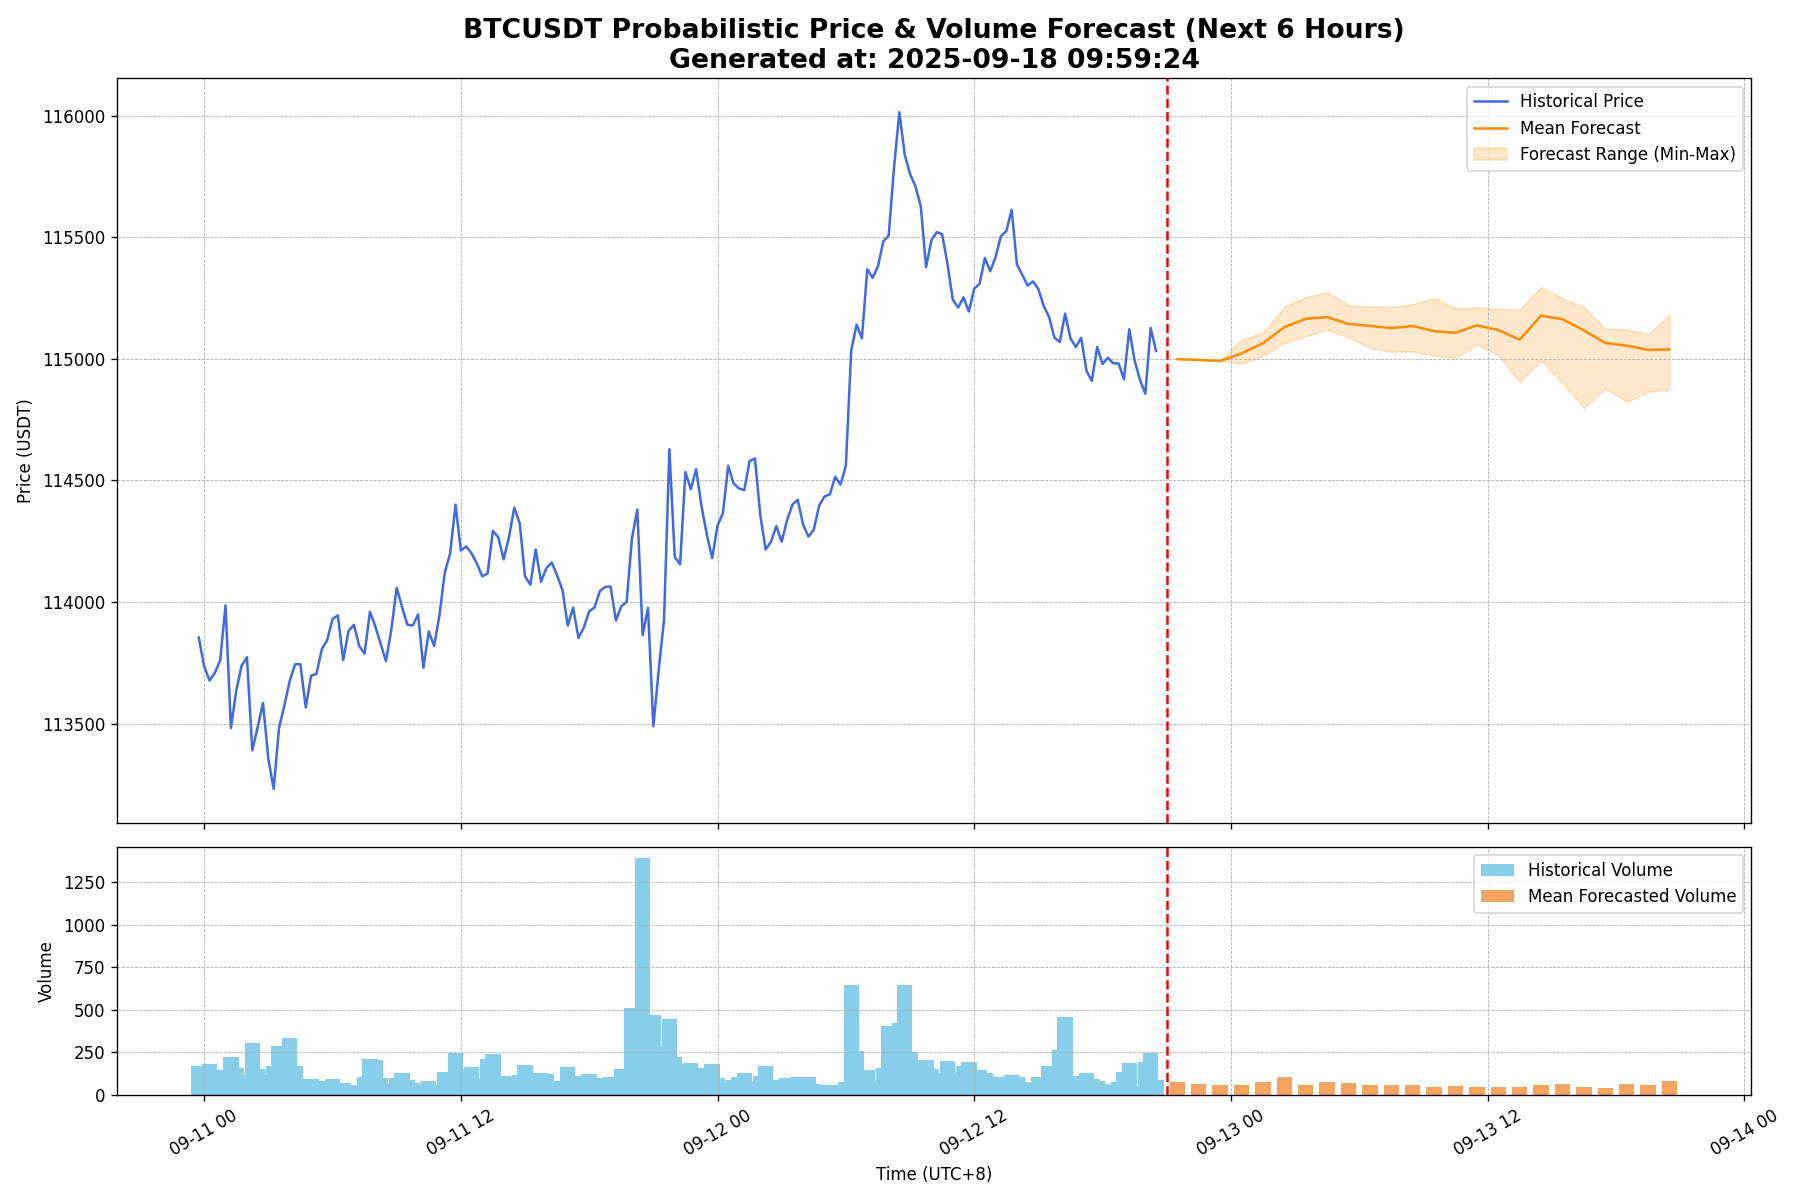 BTCUSDT Probabilistic Price & Volume Forecast (Next 6 Hours)
Generated at: 2025-09-18 09:59:24
Historical Price
Mean Forecast
Forecast Range (Min-Max)
116000
115500
115000
114500
114000
113500
Price (USDT)
Historical Volume
Mean Forecasted Volume
1250
1000
750
500
250
0
Volume
09-11 00
09-11 12
09-12 00
09-12 12
09-13 00
09-13 12
09-14 00
Time (UTC+8)